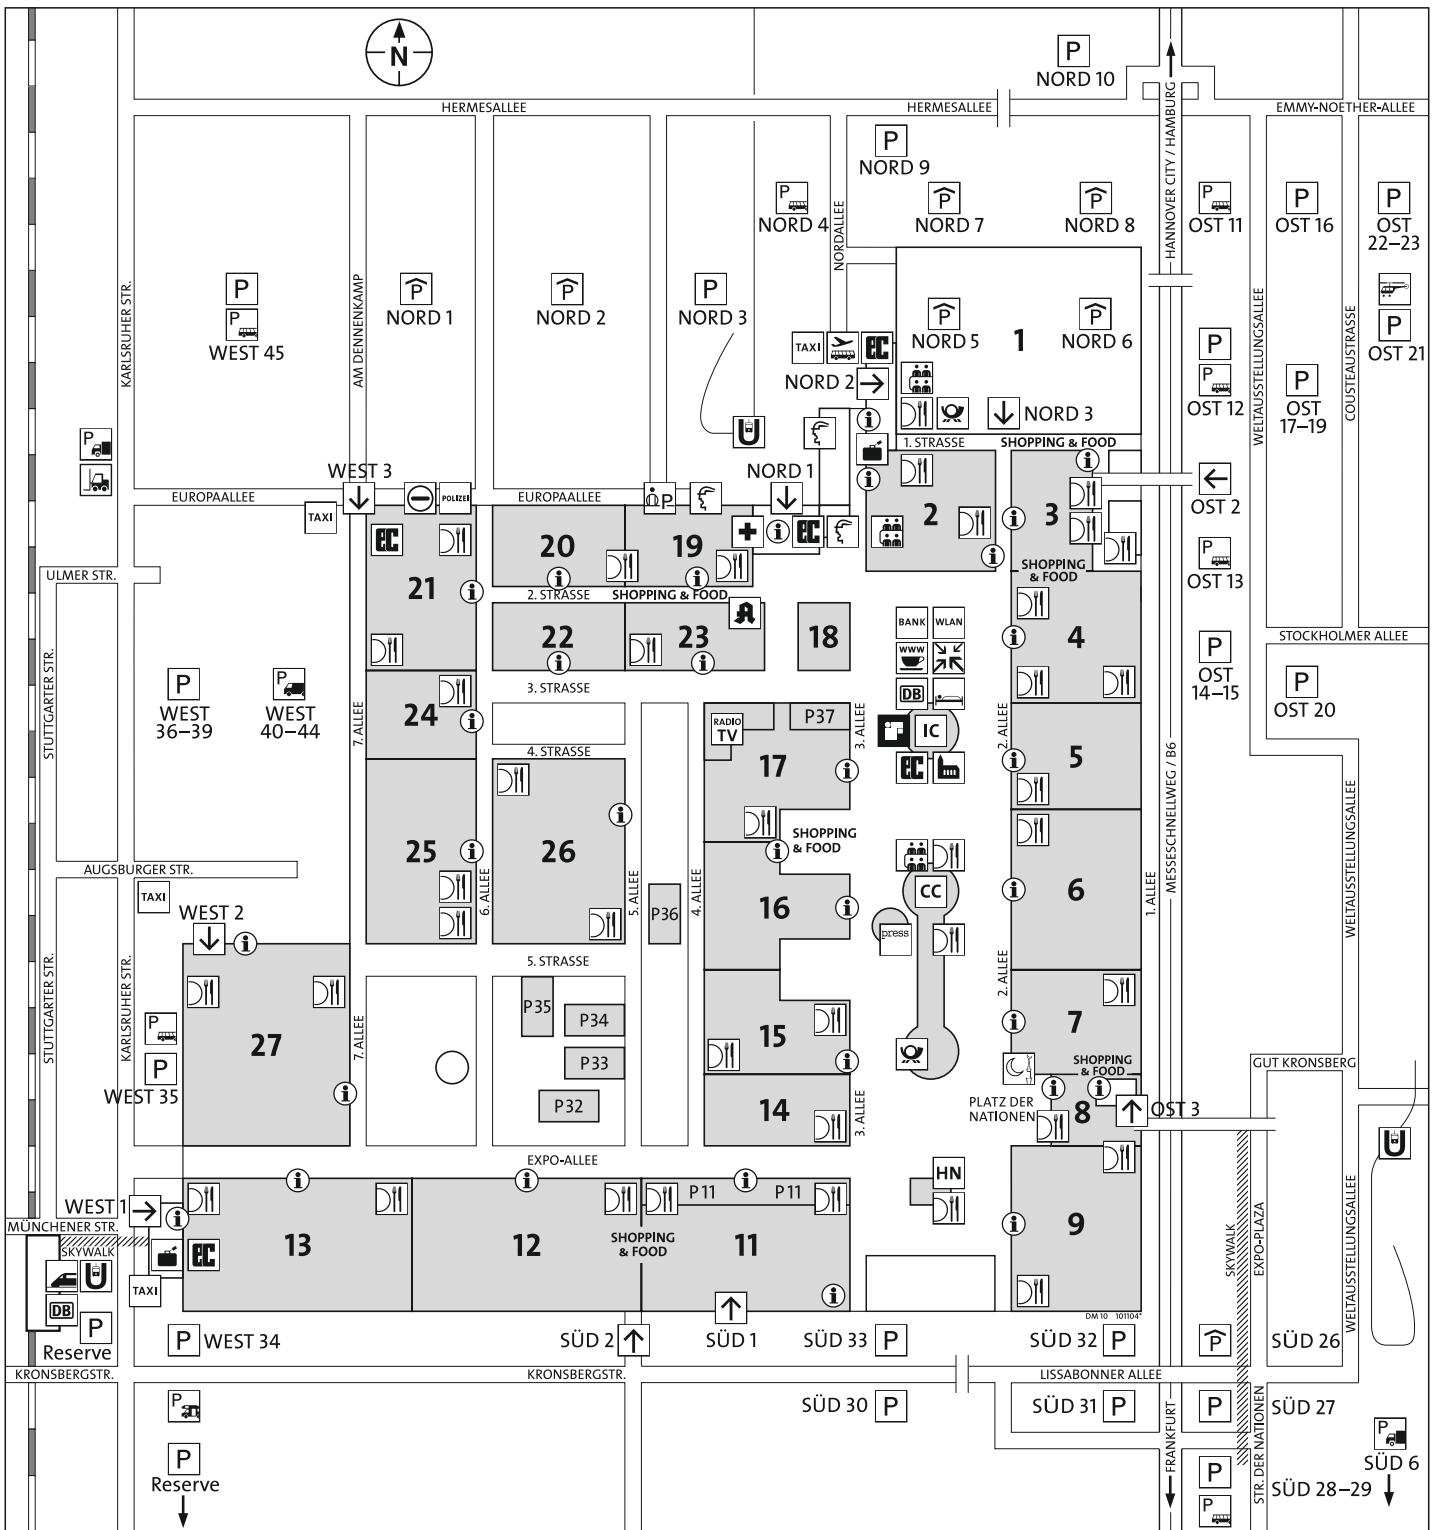 N
P
NORD 10
HERMESALLEE
HERMESALLEE
EMMY-NOETHER-ALLEE
HANNOVER CITY / HAMBURG
P
NORD 9
P
NORD 4
P
NORD 7
P
NORD 8
P
OST 11
P
OST 16
P
OST
22–23
NORDALLEE
KARLSRUHER STR.
AM DENNENKAMP
P
P
WEST 45
P
NORD 1
P
NORD 2
P
NORD 3
P
NORD 5
1
P
NORD 6
WELTAUSSTELLUNGSALLEE
COUSTEAUSTRASSE
P
OST 21
TAXI
EC
NORD 2
P
P
OST 12
P
OST
17–19
NORD 3
U
i
1. STRASSE
SHOPPING & FOOD
P
WEST 3
NORD 1
i
i
OST 2
EUROPAALLEE
POLIZEI
EUROPAALLEE
P
TAXI
EC
20
19
i
EC
2
i
3
i
SHOPPING
& FOOD
P
OST 13
ULMER STR.
21
i
i
i
2. STRASSE
SHOPPING & FOOD
A
22
23
18
i
i
BANK
WLAN
WWW
DB
i
4
STOCKHOLMER ALLEE
STUTTGARTER STR.
P
WEST
36–39
P
WEST
40–44
3. STRASSE
P
OST
14–15
P
OST 20
7. ALLEE
24
i
RADIO
TV
P37
3. ALLEE
IC
EC
2. ALLEE
4. STRASSE
17
i
i
5
MESSESCHNELLWEG / B6
25
i
26
i
SHOPPING
& FOOD
i
WELTAUSSTELLUNGSALLEE
AUGSBURGER STR.
TAXI
WEST 2
i
6. ALLEE
5. ALLEE
P36
4. ALLEE
16
i
CC
press
i
6
1. ALLEE
5. STRASSE
STUTTGARTER STR.
KARLSRUHER STR.
P
P
WEST 35
27
i
7. ALLEE
P35
P34
P33
P32
15
i
2. ALLEE
i
7
SHOPPING
& FOOD
GUT KRONSBERG
14
3. ALLEE
PLATZ DER
NATIONEN
i
i
8
OST 3
U
EXPO-ALLEE
WEST 1
i
MÜNCHENER STR.
SKYWALK
U
DB
P
Reserve
TAXI
EC
i
13
i
12
SHOPPING
& FOOD
P 11
i
P 11
11
i
HN
i
9
SKYWALK
EXPO-PLAZA
WELTAUSSTELLUNGSALLEE
DM 10 101104*
P
WEST 34
SÜD 2
SÜD 1
SÜD 33
P
SÜD 32
P
P
SÜD 26
KRONSBERGSTR.
KRONSBERGSTR.
LISSABONNER ALLEE
P
SÜD 30
P
SÜD 31
P
P
SÜD 27
FRANKFURT
STR. DER NATIONEN
P
SÜD 6
P
Reserve
P
P
SÜD 28–29